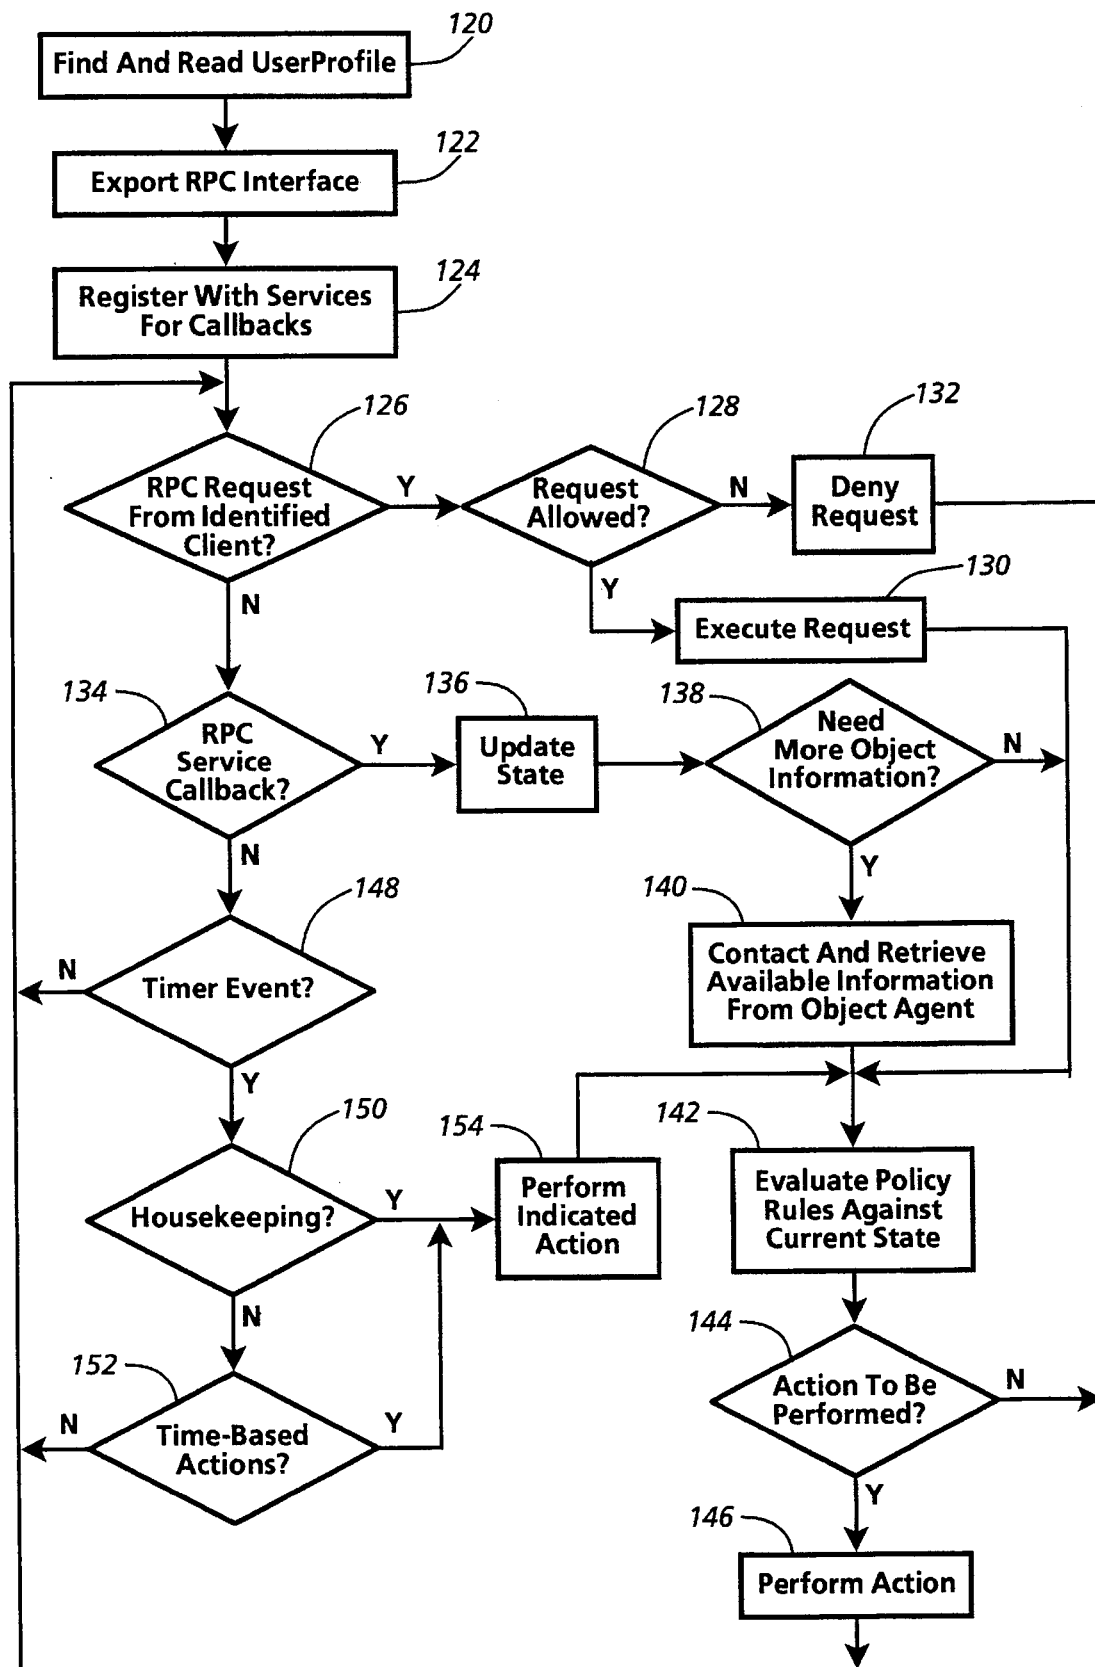 120
Find And Read UserProfile
122
Export RPC Interface
124
Register With Services
For Callbacks
126
RPC Request
From Identified
Client?
Y
N
128
Request
Allowed?
N
Y
132
Deny
Request
130
Execute Request
134
RPC
Service
Callback?
Y
N
136
Update
State
138
Need
More Object
Information?
N
Y
140
Contact And Retrieve
Available Information
From Object Agent
148
Timer Event?
N
Y
150
Housekeeping?
Y
N
154
Perform
Indicated
Action
142
Evaluate Policy
Rules Against
Current State
152
Time-Based
Actions?
N
Y
144
Action To Be
Performed?
N
Y
146
Perform Action